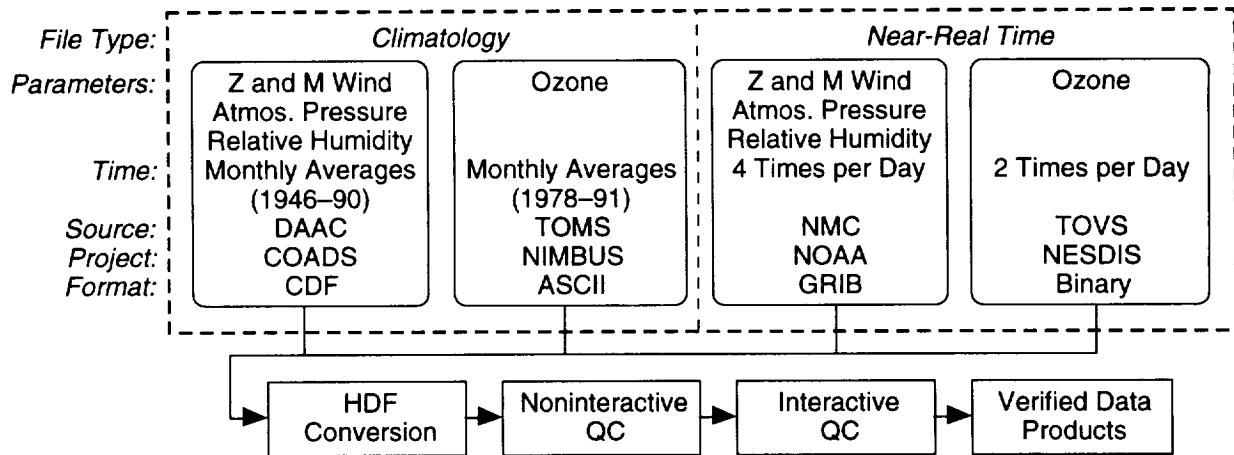 File Type: Climatology Near-Real Time
Parameters: Z and M Wind Ozone Z and M Wind Ozone
Atmos. Pressure Atmos. Pressure
Relative Humidity Relative Humidity
Time: Monthly Averages Monthly Averages 4 Times per Day 2 Times per Day
(1946–90) (1978–91)
Source: DAAC TOMS NMC TOVS
Project: COADS NIMBUS NOAA NESDIS
Format: CDF ASCII GRIB Binary
HDF Noninteractive Interactive Verified Data
Conversion QC QC Products